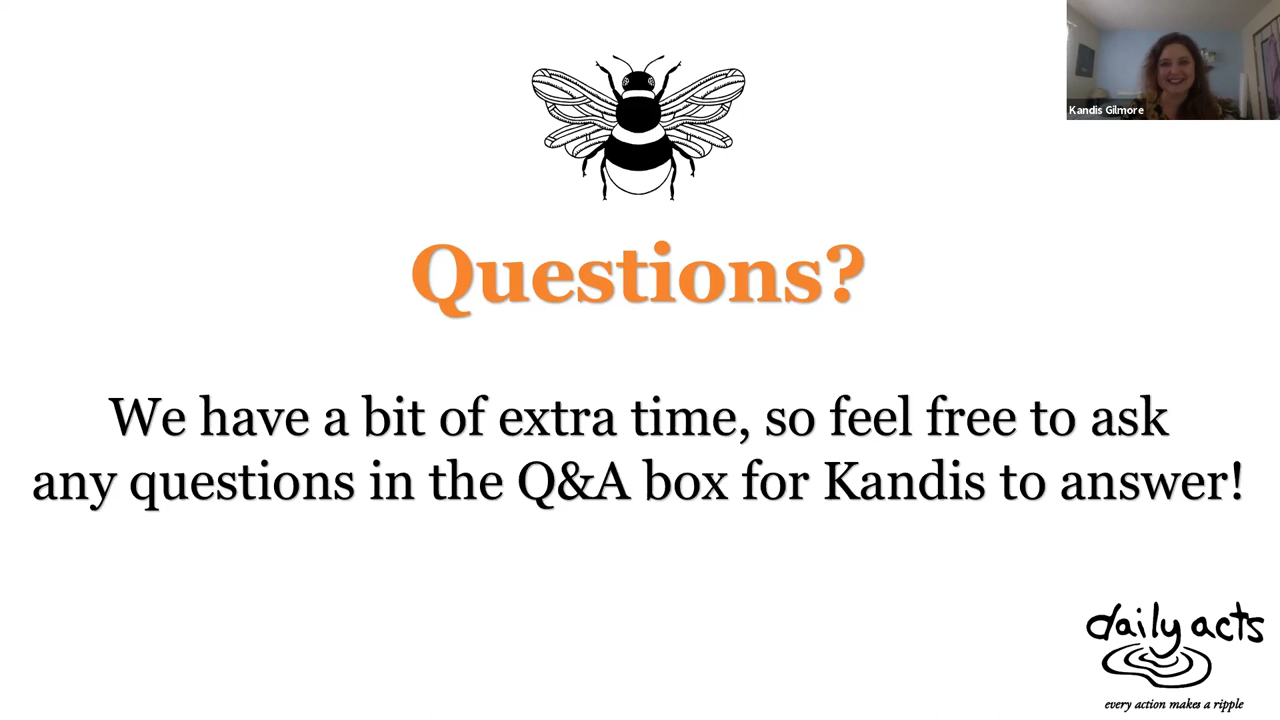 Kandis Gilmore
Questions?
We have a bit of extra time, so feel free to ask
any questions in the Q&A box for Kandis to answer!
daily acts
every action makes a ripple